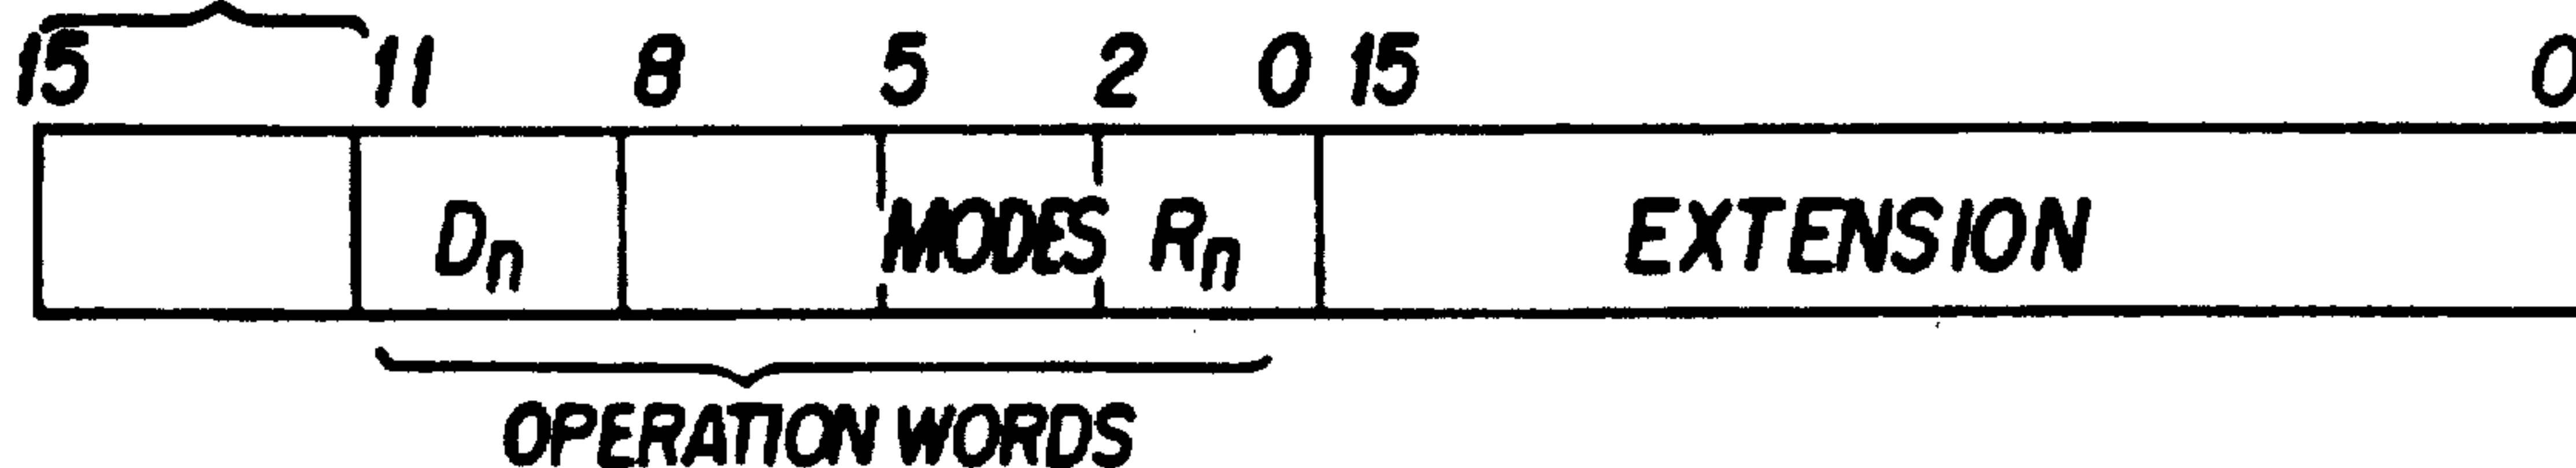 15 11 8 5 2 0 15 0
Dn MODES Rn EXTENSION
OPERATION WORDS